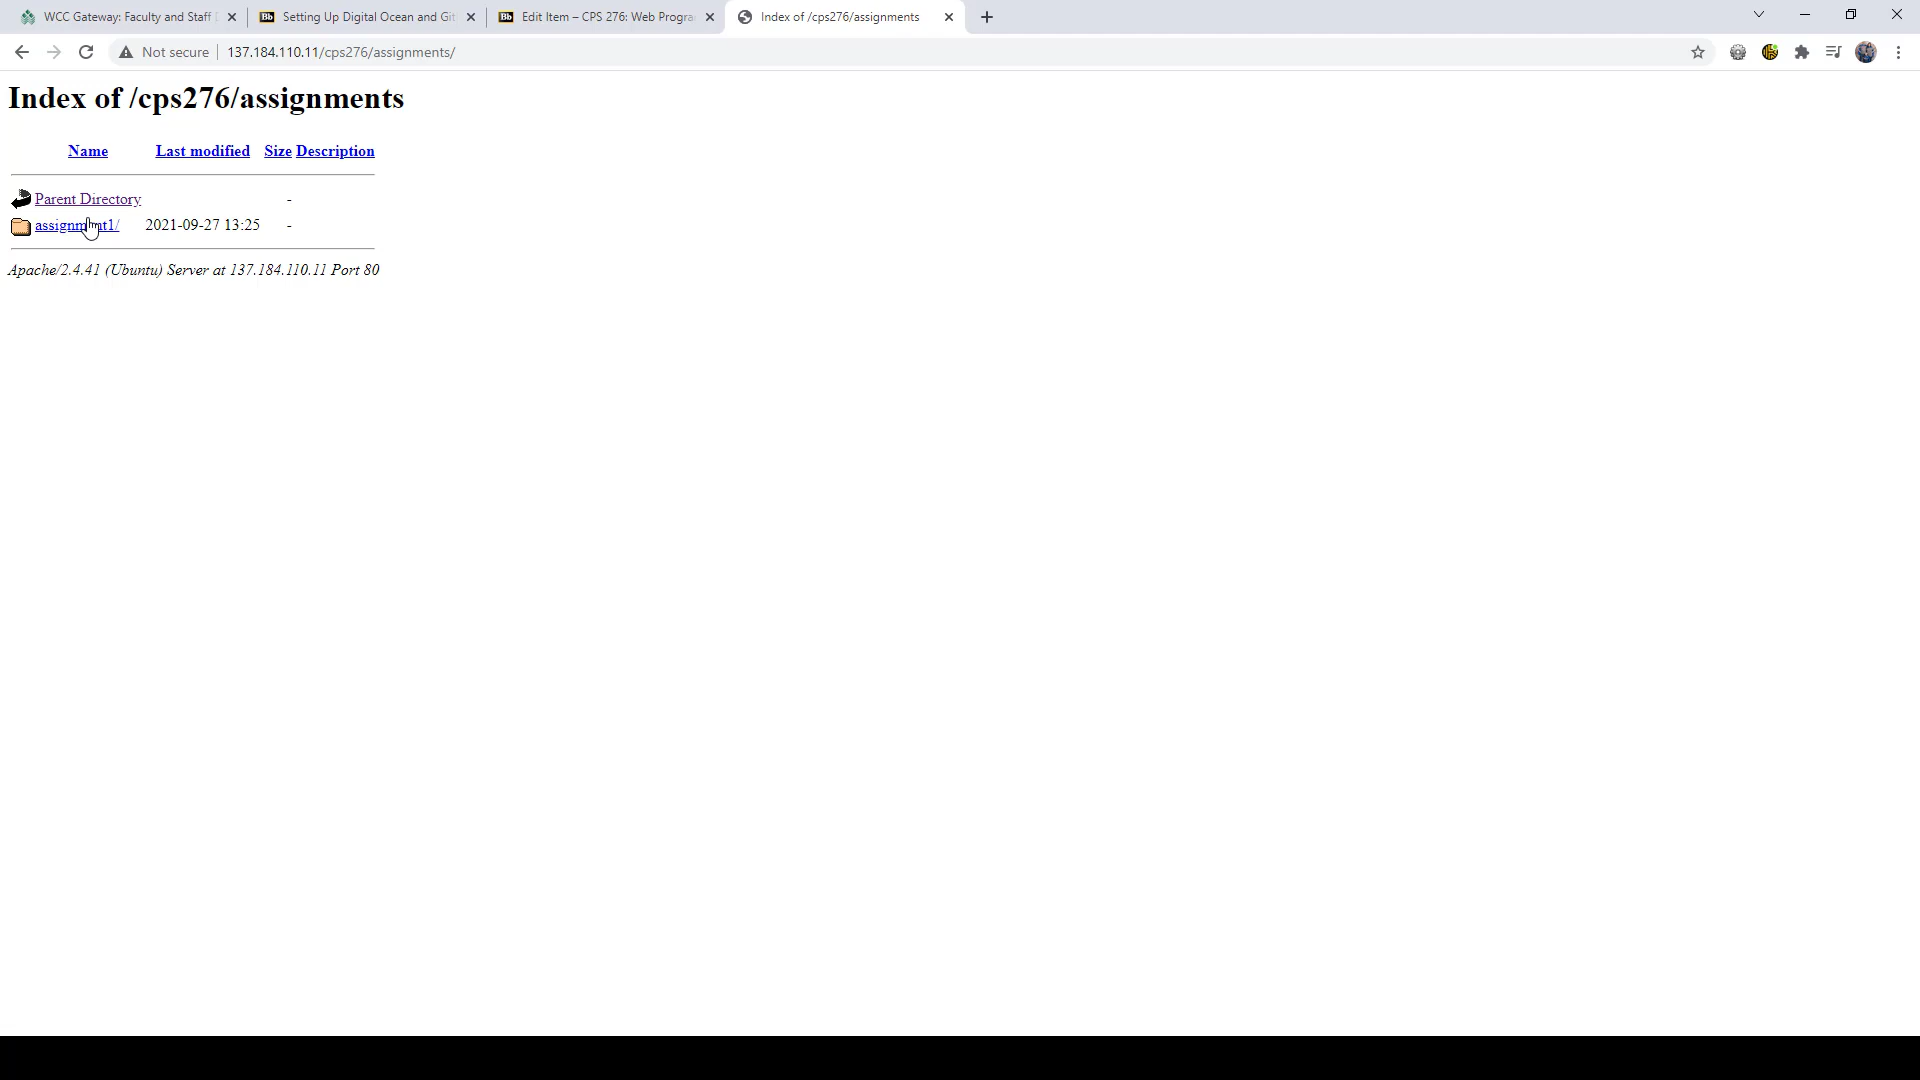 WCC Gateway: Faculty and Staff
Setting Up Digital Ocean and Git
Edit Item – CPS 276: Web Progra
Index of /cps276/assignments
Not secure
137.184.110.11/cps276/assignments/
Index of /cps276/assignments
Name Last modified Size Description
Parent Directory -
assignment1/ 2021-09-27 13:25 -
Apache/2.4.41 (Ubuntu) Server at 137.184.110.11 Port 80